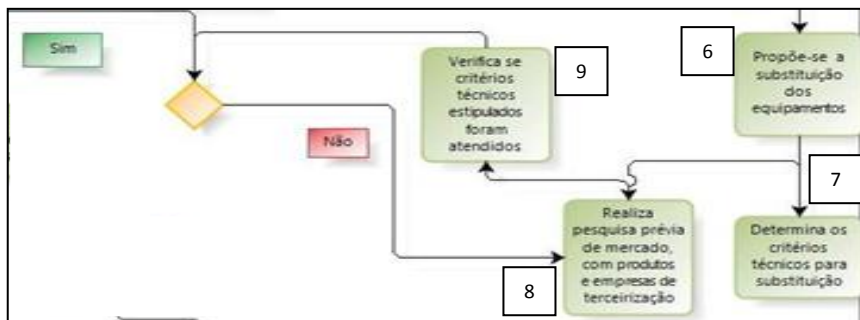 Sim
Não
Verifica se
critérios
técnicos
estipulados
foram
atendidos
9
6
Propõe-se a
substituição
dos
equipamentos
7
Realiza
pesquisa prévia
de mercado,
com produtos
e empresas de
terceirização
8
Determina os
critérios
técnicos para
substituição